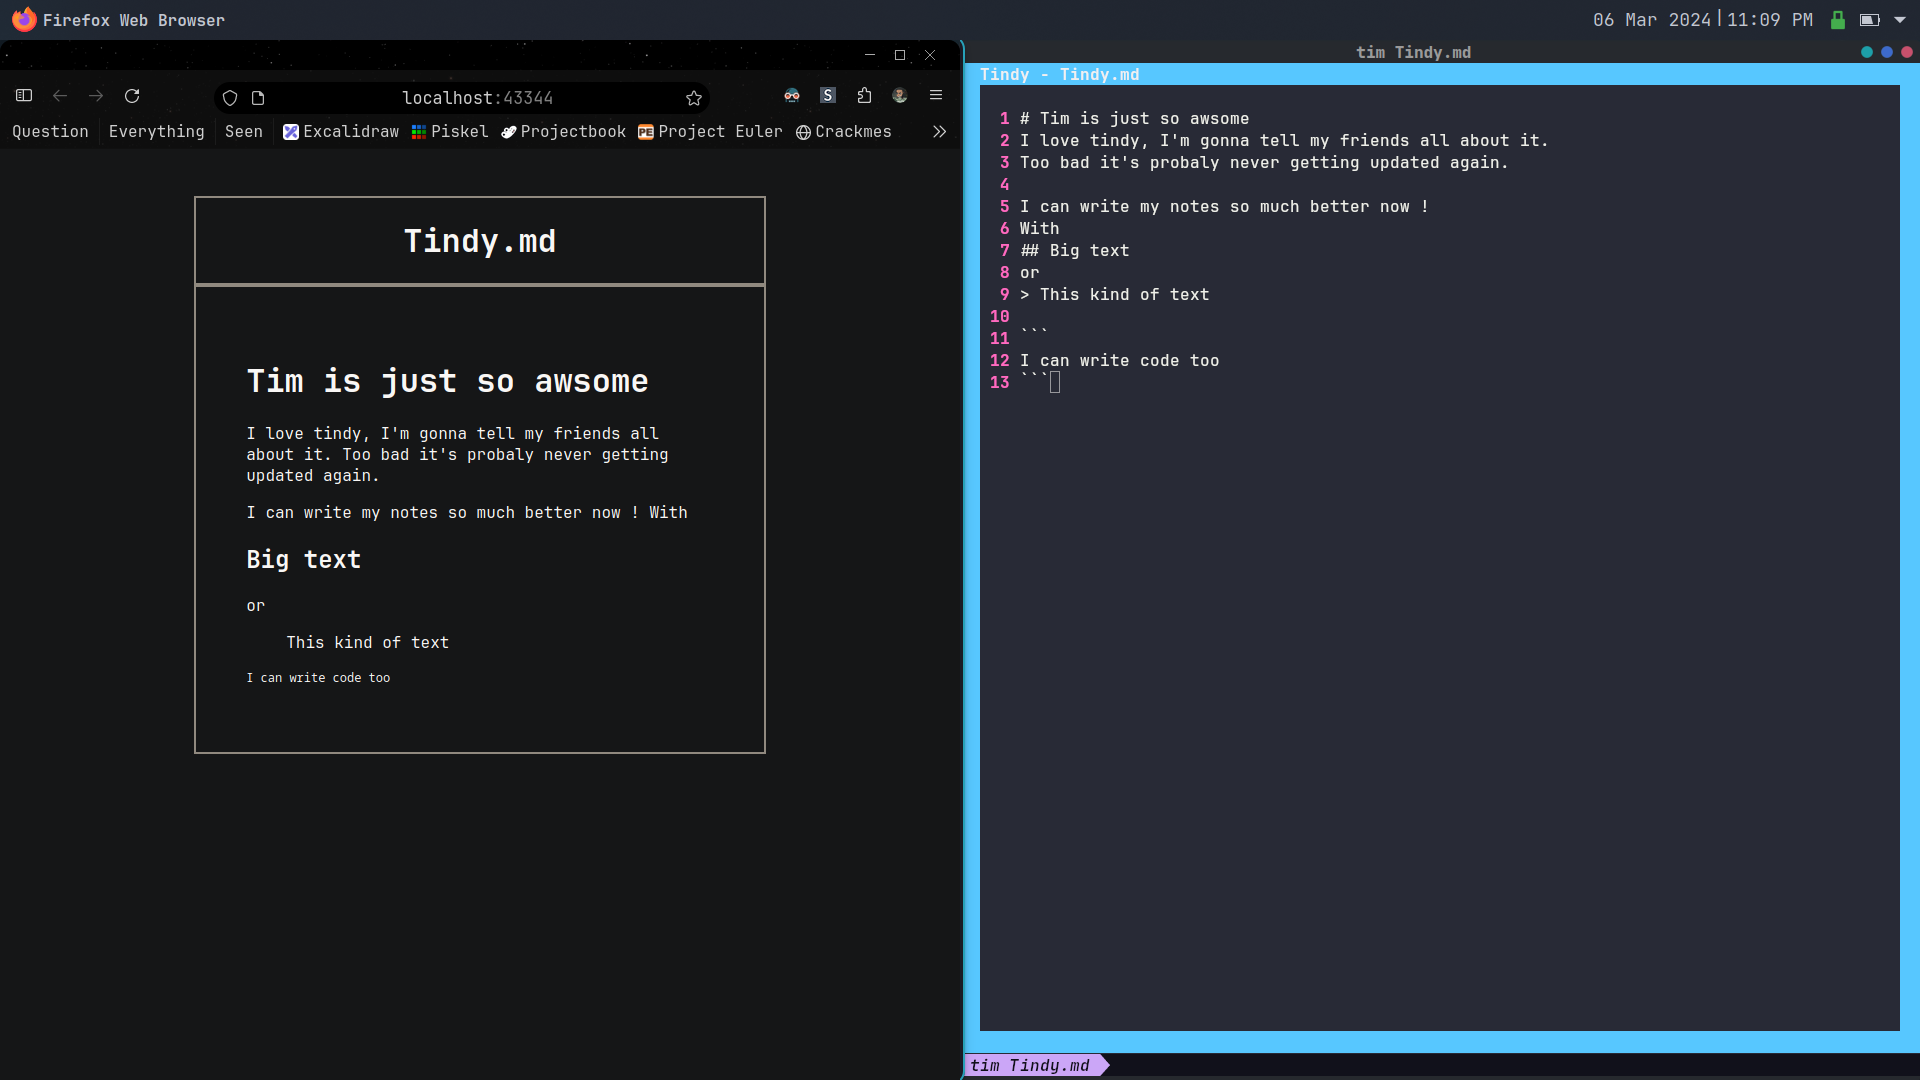 Firefox Web Browser
06 Mar 2024 | 11:09 PM
localhost:43344
S
Question Everything Seen Excalidraw Piskel Projectbook PE Project Euler Crackmes
Tindy.md
Tim is just so awsome
I love tindy, I'm gonna tell my friends all
about it. Too bad it's probaly never getting
updated again.
I can write my notes so much better now ! With
Big text
or
This kind of text
I can write code too
tim Tindy.md
Tindy - Tindy.md
1 # Tim is just so awsome
2 I love tindy, I'm gonna tell my friends all about it.
3 Too bad it's probaly never getting updated again.
4
5 I can write my notes so much better now !
6 With
7 ## Big text
8 or
9 > This kind of text
10
11 ```
12 I can write code too
13 ```
tim Tindy.md